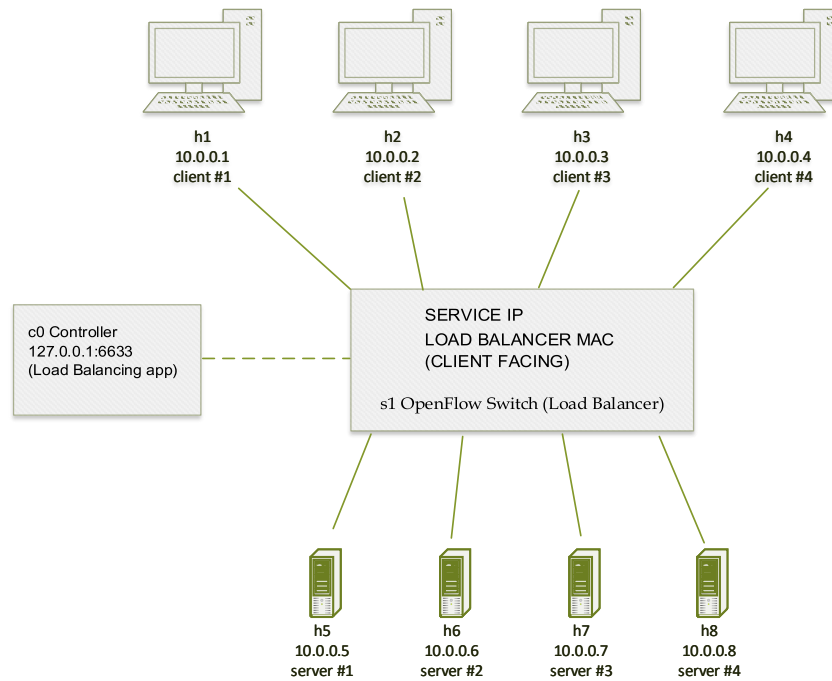 h1
10.0.0.1
client #1
h2
10.0.0.2
client #2
h3
10.0.0.3
client #3
h4
10.0.0.4
client #4
c0 Controller
127.0.0.1:6633
(Load Balancing app)
SERVICE IP
LOAD BALANCER MAC
(CLIENT FACING)
s1 OpenFlow Switch (Load Balancer)
h5
10.0.0.5
server #1
h6
10.0.0.6
server #2
h7
10.0.0.7
server #3
h8
10.0.0.8
server #4